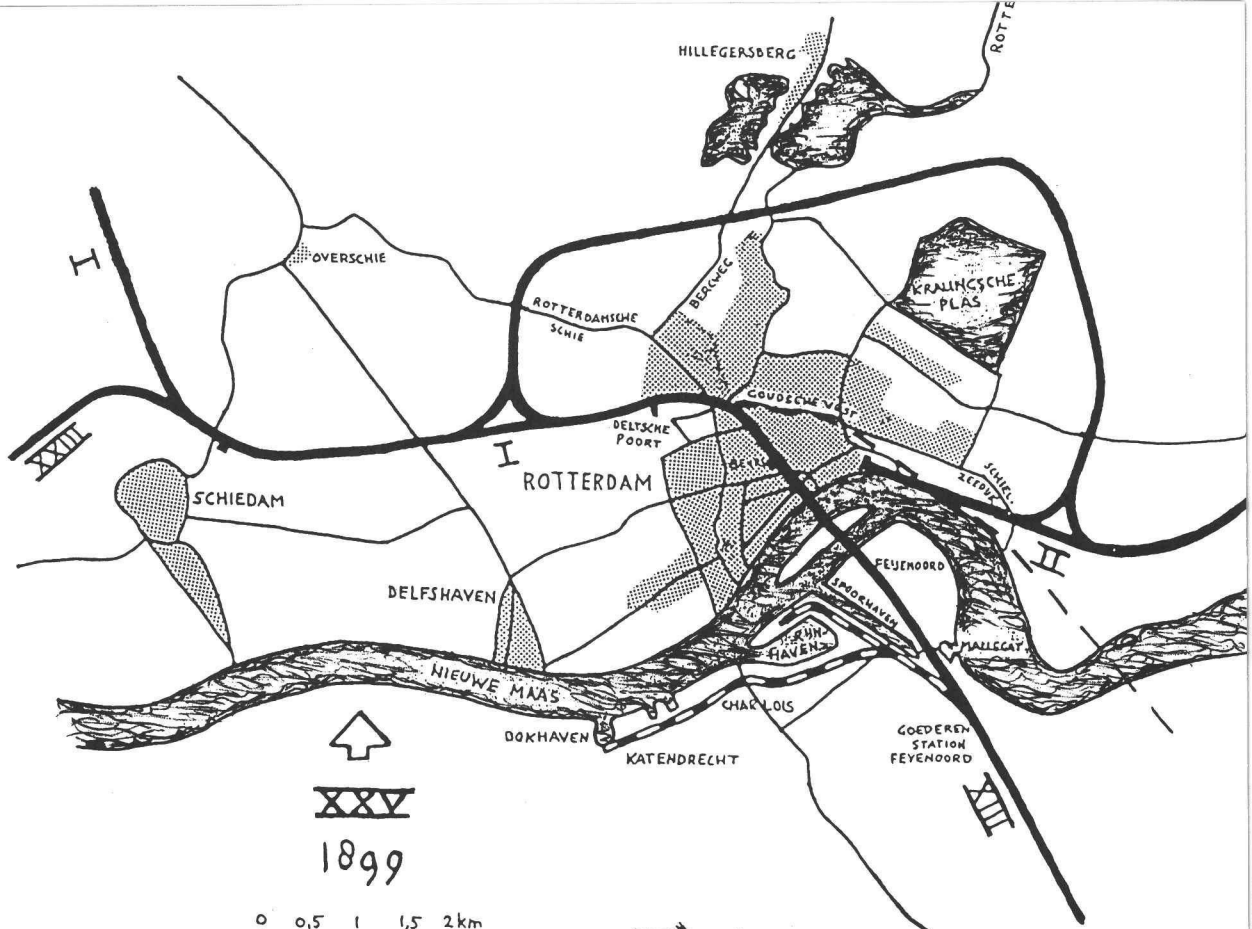 HILLEGERSBERG
ROTTE
I
OVERSCHIE
BERGWEG
KRALINGSCHE
PLAS
ROTTERDAMSCHE
SCHIE
GOUDSCHE VEST
DELTSCHE
POORT
XXIII
I
ROTTERDAM
SCHIEDAM
SCHIEL.
ZEEDYK
II
FEYENOORD
DELFSHAVEN
SPOORHAVEN
RIJN-
HAVEN
MALLEGAT.
NIEUWE MAAS
CHARLOIS
DOKHAVEN
KATENDRECHT
GOEDEREN
STATION
FEYENOORD
XIII
XXV
1899
0 0,5 1 1,5 2km